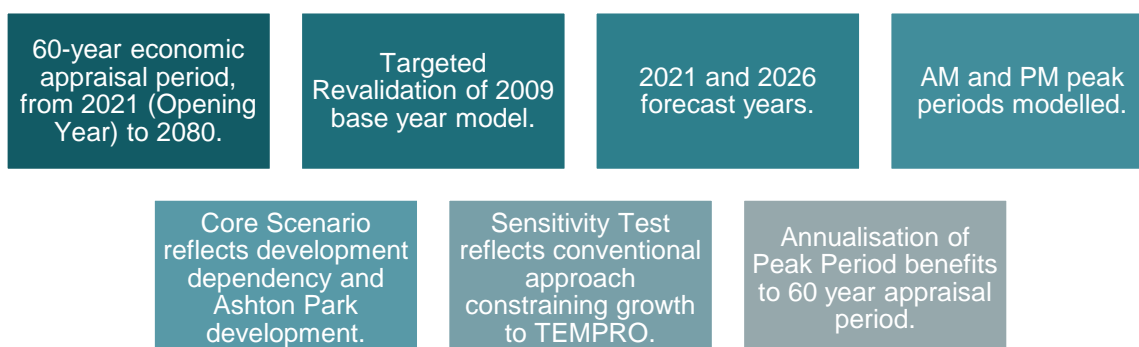 60-year economic
appraisal period,
from 2021 (Opening
Year) to 2080.
Targeted
Revalidation of 2009
base year model.
2021 and 2026
forecast years.
AM and PM peak
periods modelled.
Core Scenario
reflects development
dependency and
Ashton Park
development.
Sensitivity Test
reflects conventional
approach
constraining growth
to TEMPRO.
Annualisation of
Peak Period benefits
to 60 year appraisal
period.